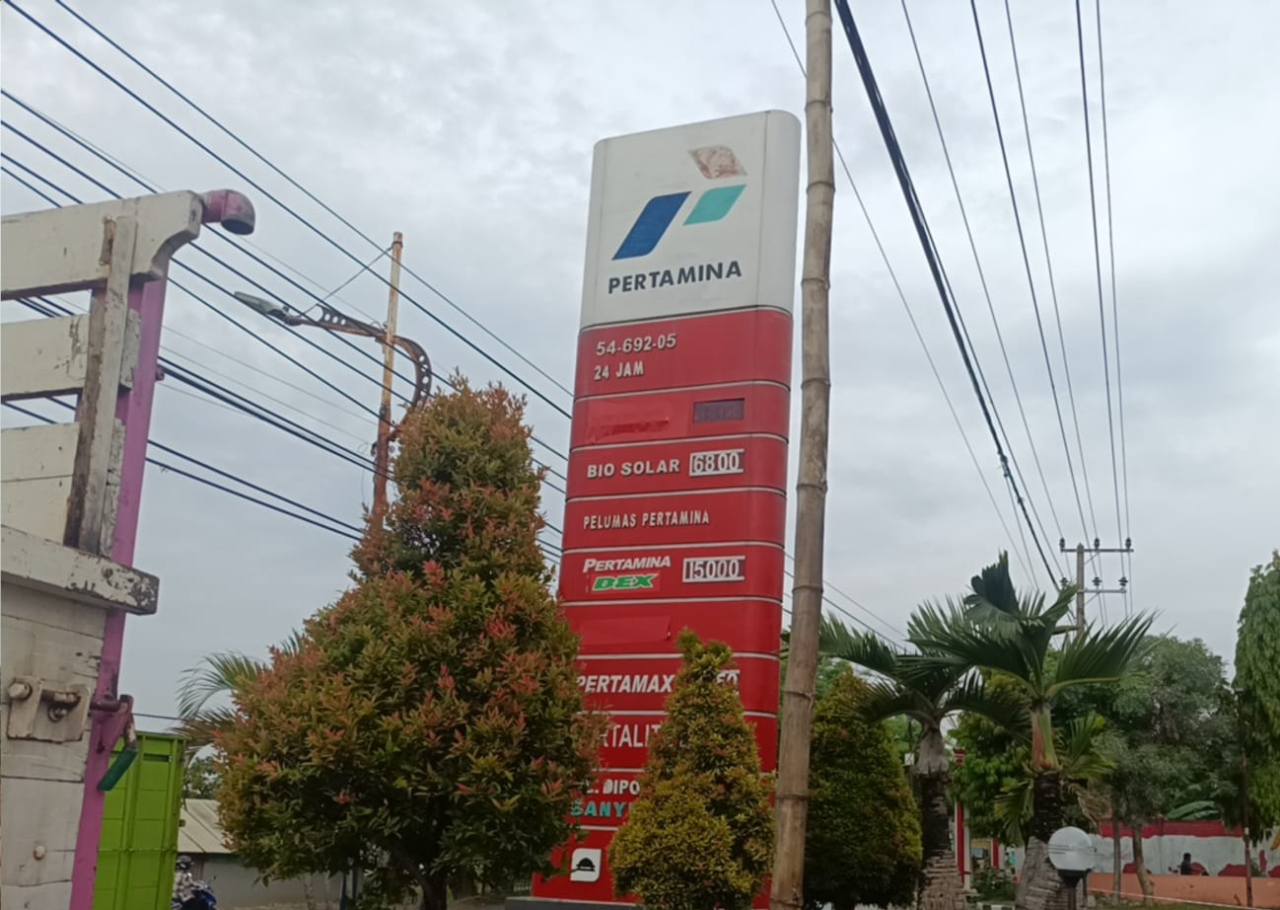 PERTAMINA
54-692-05
24 JAM
BIO SOLAR 6800
PELUMAS PERTAMINA
PERTAMINA 15000
DEX
PERTAMAX